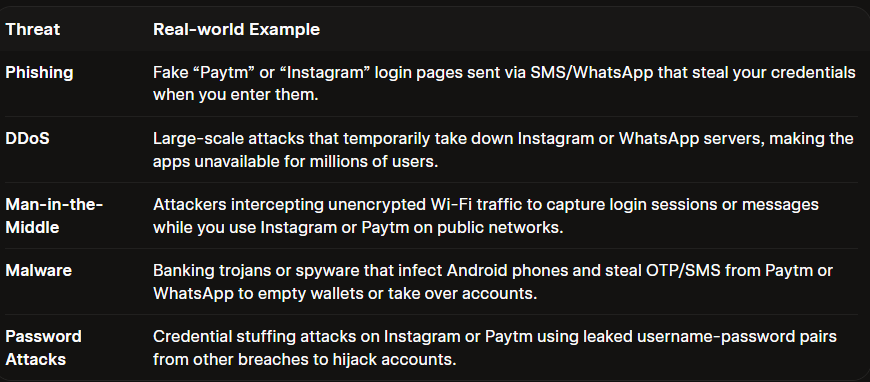 Threat Real-world Example
Phishing Fake “Paytm” or “Instagram” login pages sent via SMS/WhatsApp that steal your credentials
when you enter them.
DDoS Large-scale attacks that temporarily take down Instagram or WhatsApp servers, making the
apps unavailable for millions of users.
Man-in-the- Attackers intercepting unencrypted Wi-Fi traffic to capture login sessions or messages
Middle while you use Instagram or Paytm on public networks.
Malware Banking trojans or spyware that infect Android phones and steal OTP/SMS from Paytm or
WhatsApp to empty wallets or take over accounts.
Password Credential stuffing attacks on Instagram or Paytm using leaked username-password pairs
Attacks from other breaches to hijack accounts.